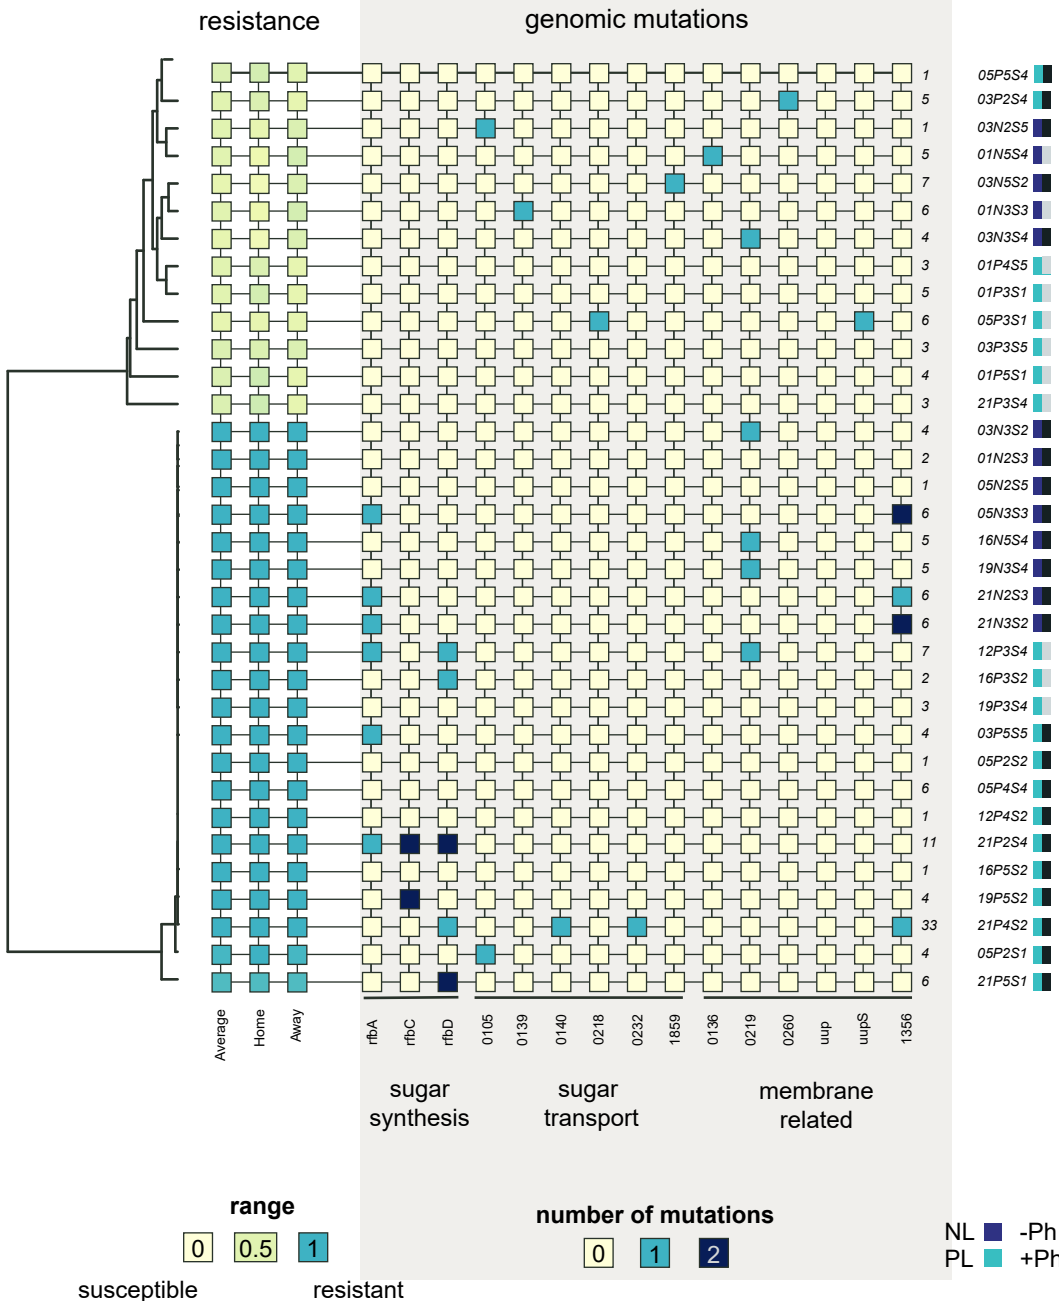 resistance genomic mutations
1 05P5S4
5 03P2S4
1 03N2S5
5 01N5S4
7 03N5S2
6 01N3S3
4 03N3S4
3 01P4S5
5 01P3S1
6 05P3S1
3 03P3S5
4 01P5S1
3 21P3S4
4 03N3S2
2 01N2S3
1 05N2S5
6 05N3S3
5 16N5S4
5 19N3S4
6 21N2S3
6 21N3S2
7 12P3S4
2 16P3S2
3 19P3S4
4 03P5S5
1 05P2S2
6 05P4S4
1 12P4S2
11 21P2S4
1 16P5S2
4 19P5S2
33 21P4S2
4 05P2S1
6 21P5S1
Average Home Away rfbA rfbC rfbD 0105 0139 0140 0218 0232 1859 0136 0219 0260 uup uupS 1356
sugar synthesis
sugar transport
membrane related
range
0 0.5 1
susceptible resistant
number of mutations
0 1 2
NL -Ph
PL +Ph